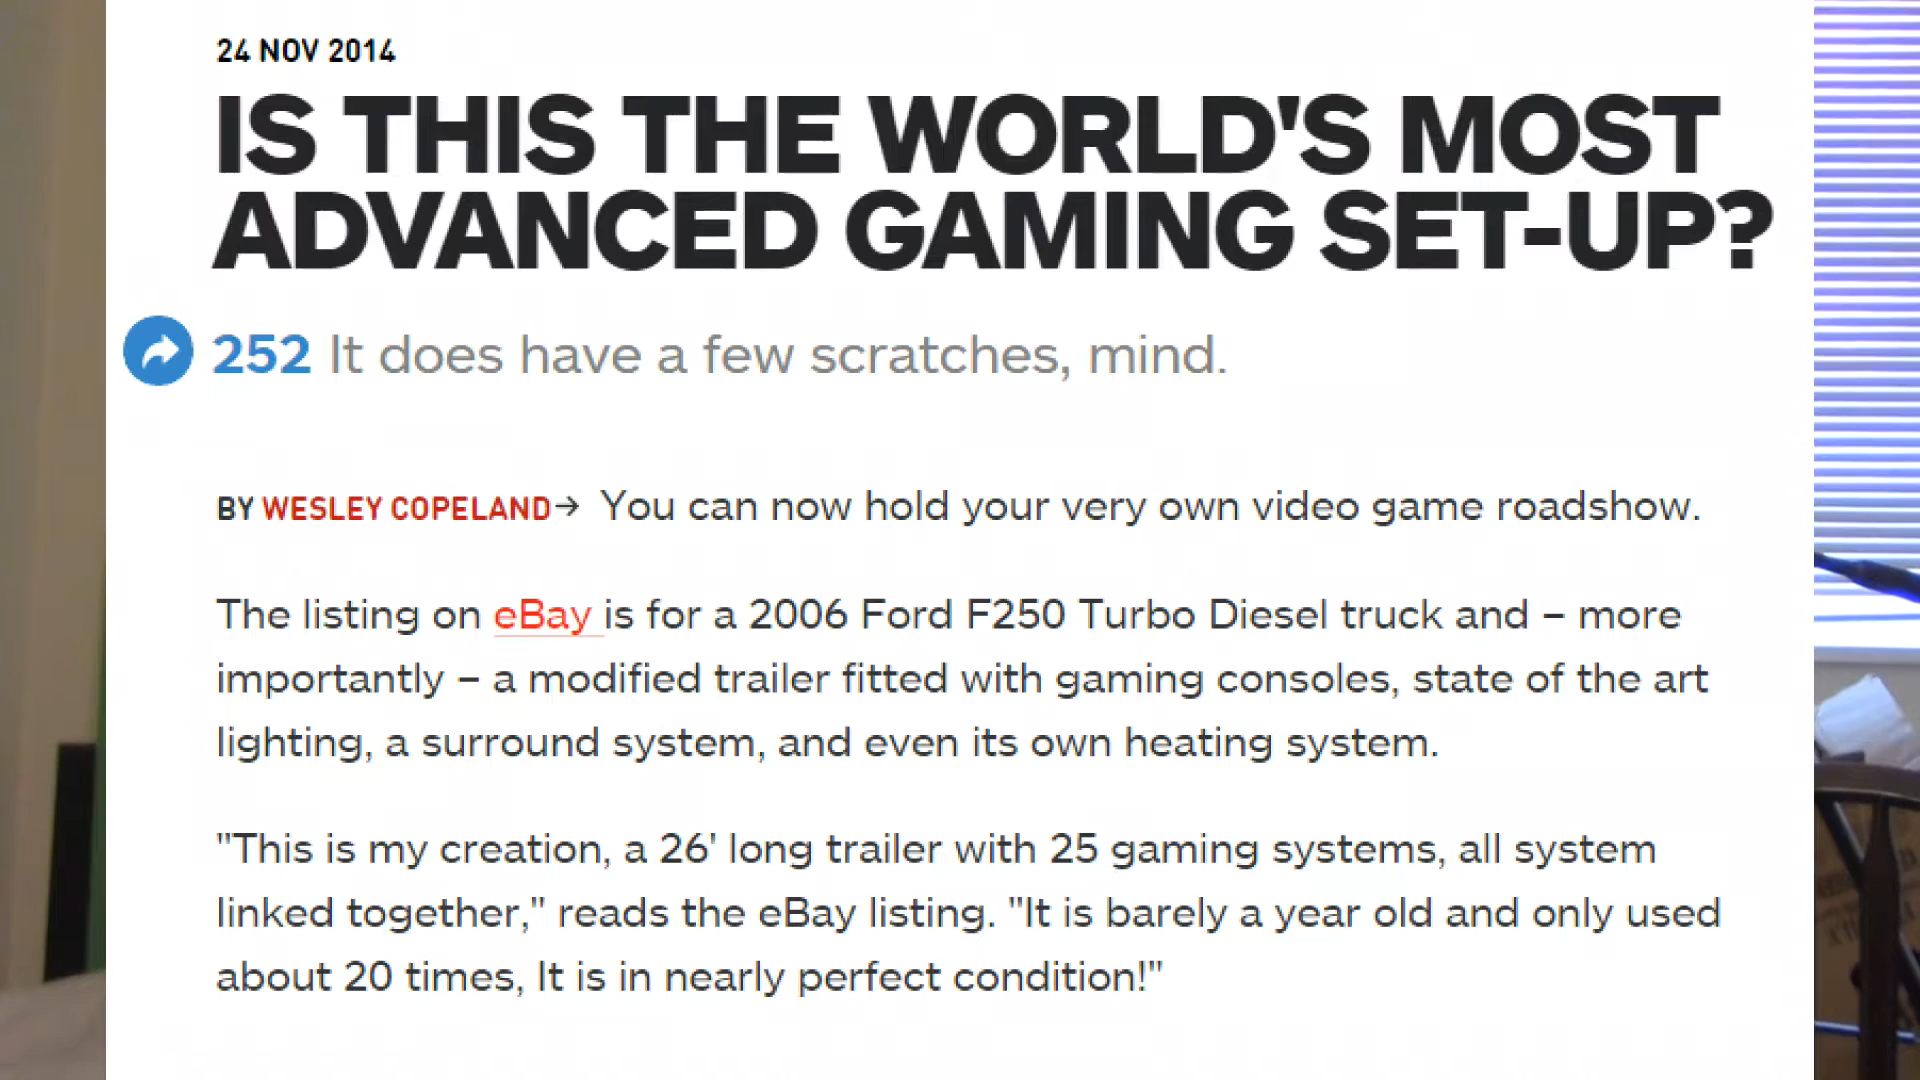 24 NOV 2014
IS THIS THE WORLD'S MOST
ADVANCED GAMING SET-UP?
252 It does have a few scratches, mind.
BY WESLEY COPELAND→ You can now hold your very own video game roadshow.
The listing on eBay is for a 2006 Ford F250 Turbo Diesel truck and – more
importantly – a modified trailer fitted with gaming consoles, state of the art
lighting, a surround system, and even its own heating system.
"This is my creation, a 26' long trailer with 25 gaming systems, all system
linked together," reads the eBay listing. "It is barely a year old and only used
about 20 times, It is in nearly perfect condition!"